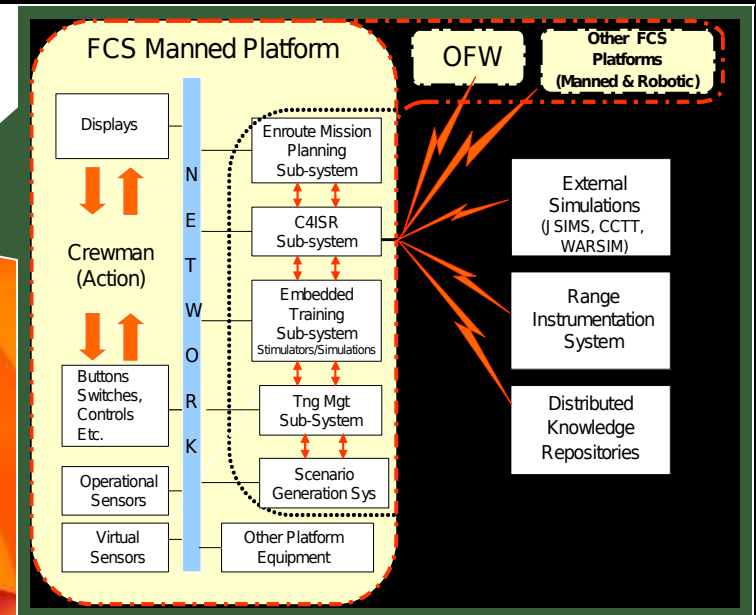 FCS Manned Platform
Displays
Crewman
(Action)
Buttons
Switches,
Controls
Etc.
Operational
Sensors
Virtual
Sensors
N
E
T
W
O
R
K
Enroute Mission
Planning
Sub-system
C4ISR
Sub-system
Embedded
Training
Sub-system
Stimulators/Simulations
Tng Mgt
Sub-System
Scenario
Generation Sys
Other Platform
Equipment
OFW
Other FCS
Platforms
(Manned & Robotic)
External
Simulations
(JSIMS, CCTT,
WARSIM)
Range
Instrumentation
System
Distributed
Knowledge
Repositories